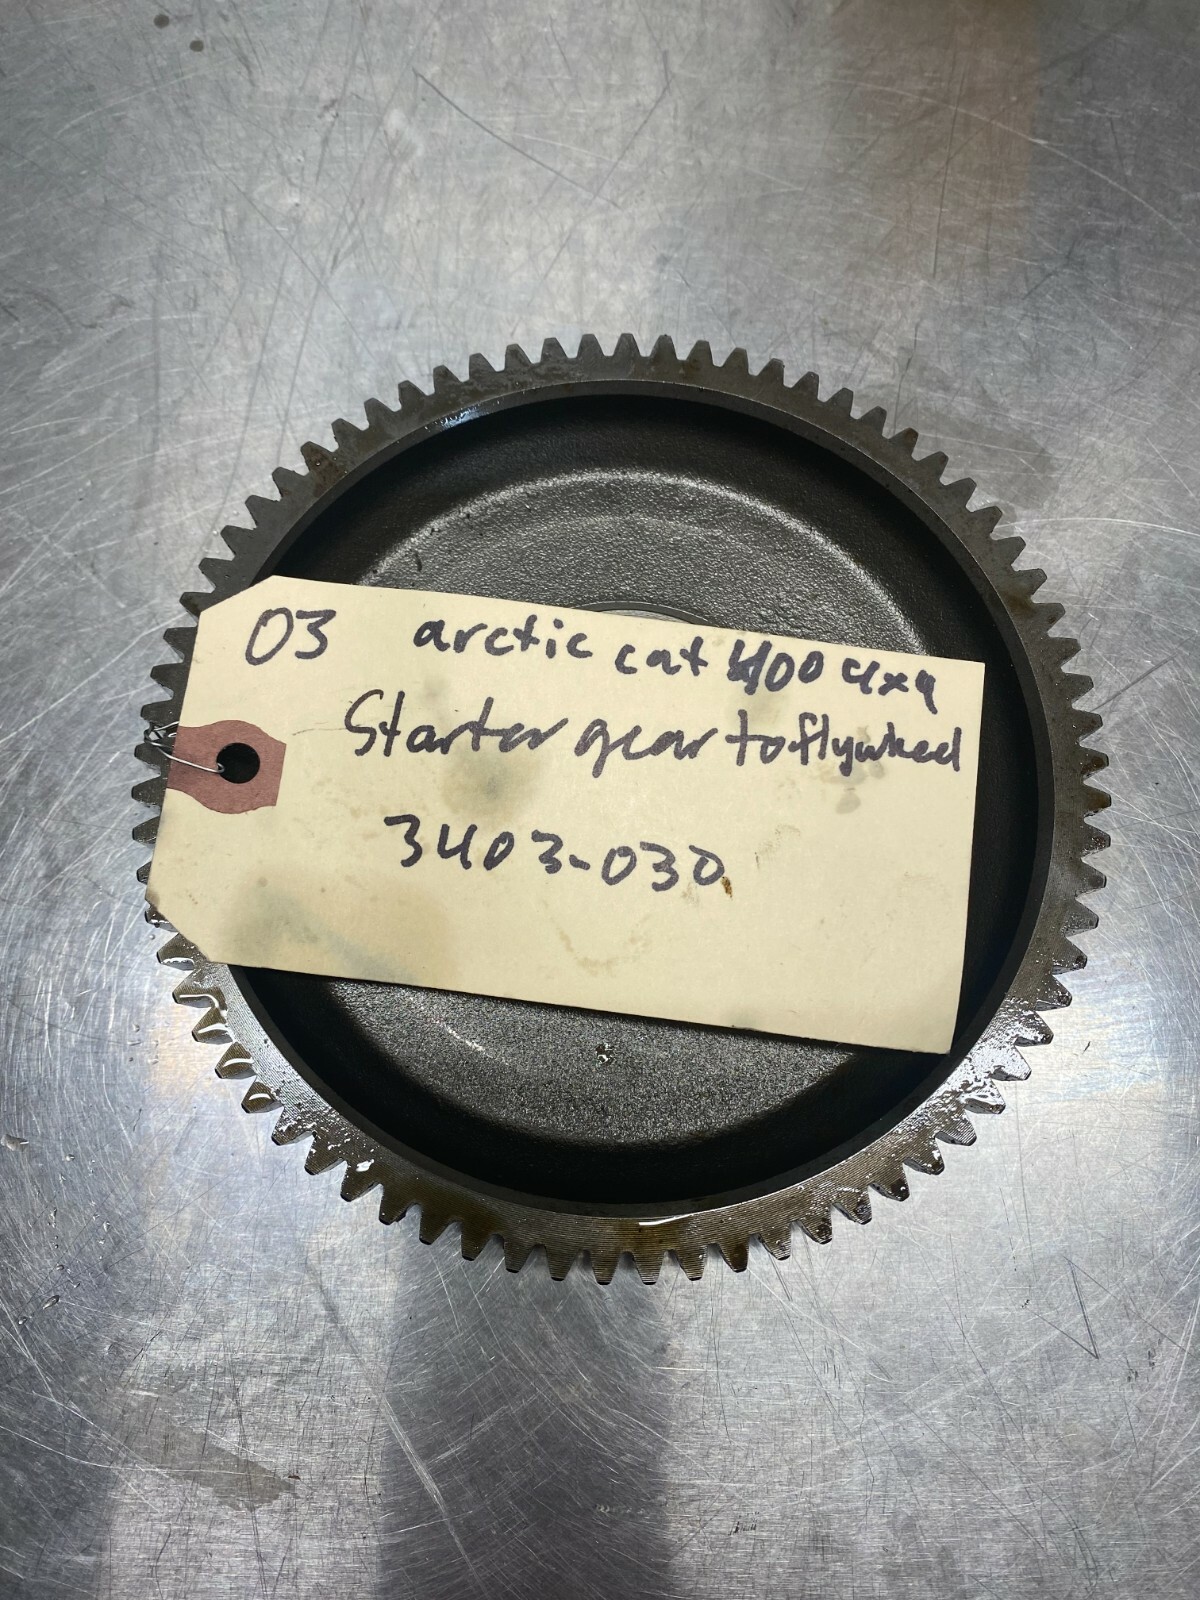 03 arctic cat 400 4x4
Starter gear to flywheel
3403-030